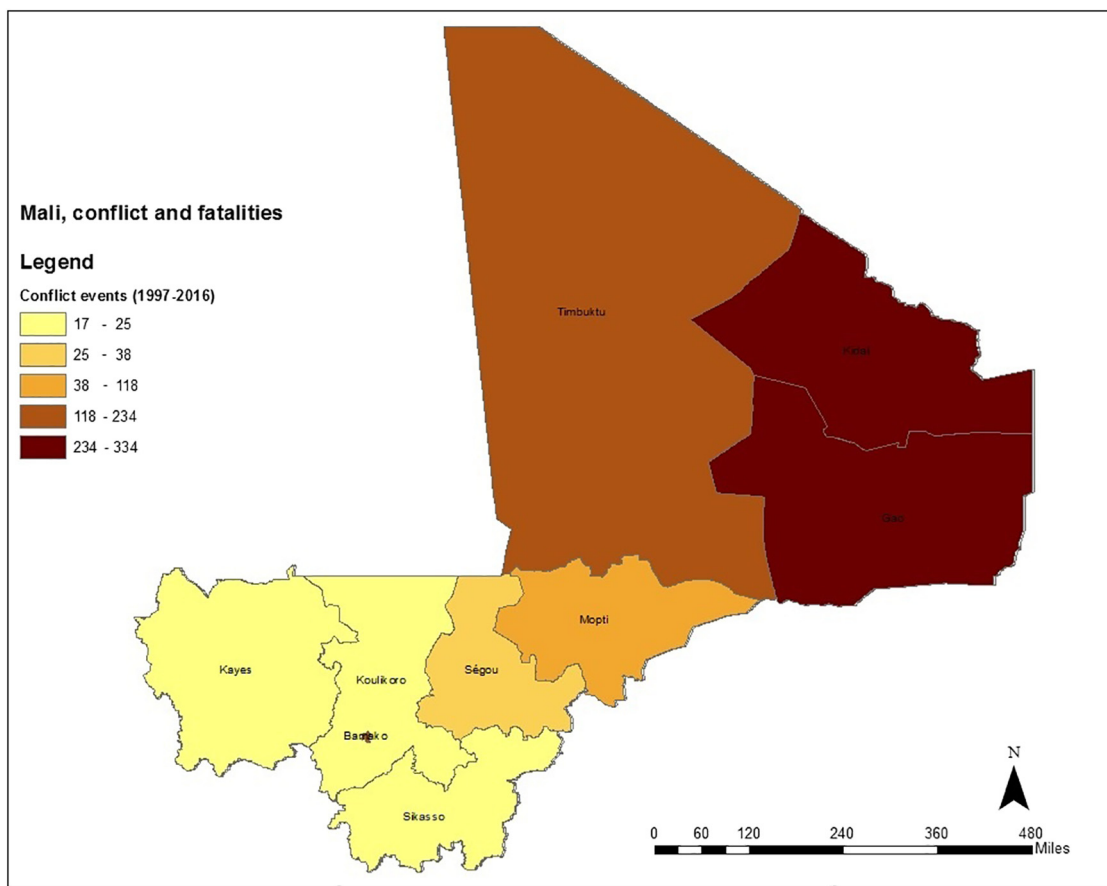 Mali, conflict and fatalities
Legend
Conflict events (1997-2016)
17 - 25
25 - 38
38 - 118
118 - 234
234 - 334
Timbuktu
Kidal
Gao
Mopti
Kayes
Ségou
Koulikoro
Bamako
Sikasso
N
0 60 120 240 360 480
Miles